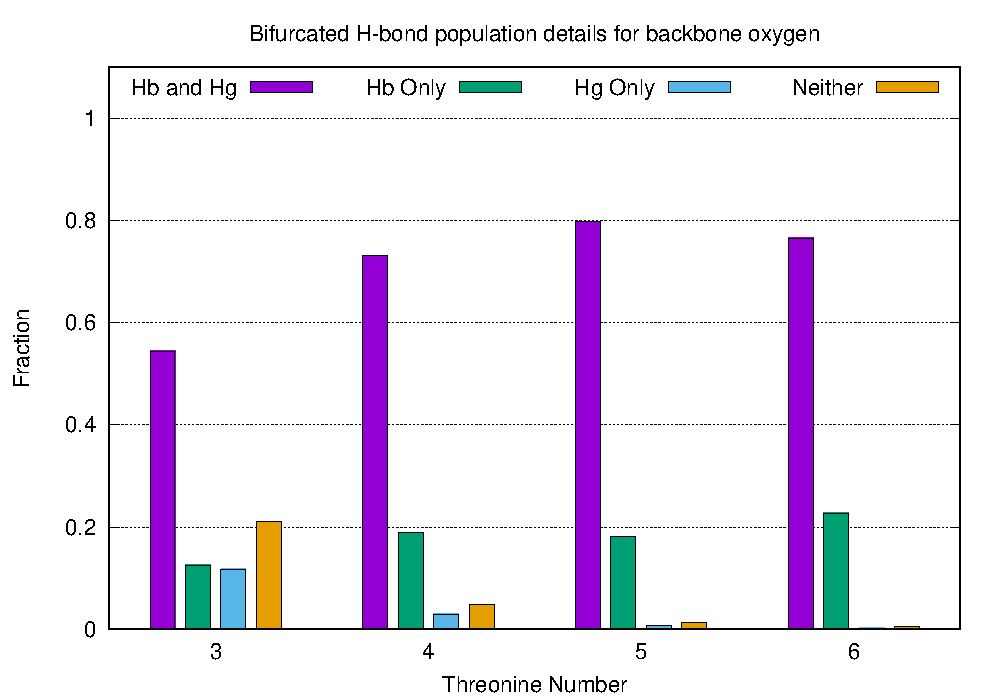 Bifurcated H-bond population details for backbone oxygen
Hb and Hg Hb Only Hg Only Neither
1
0.8
0.6
0.4
0.2
0
Fraction
3 4 5 6
Threonine Number